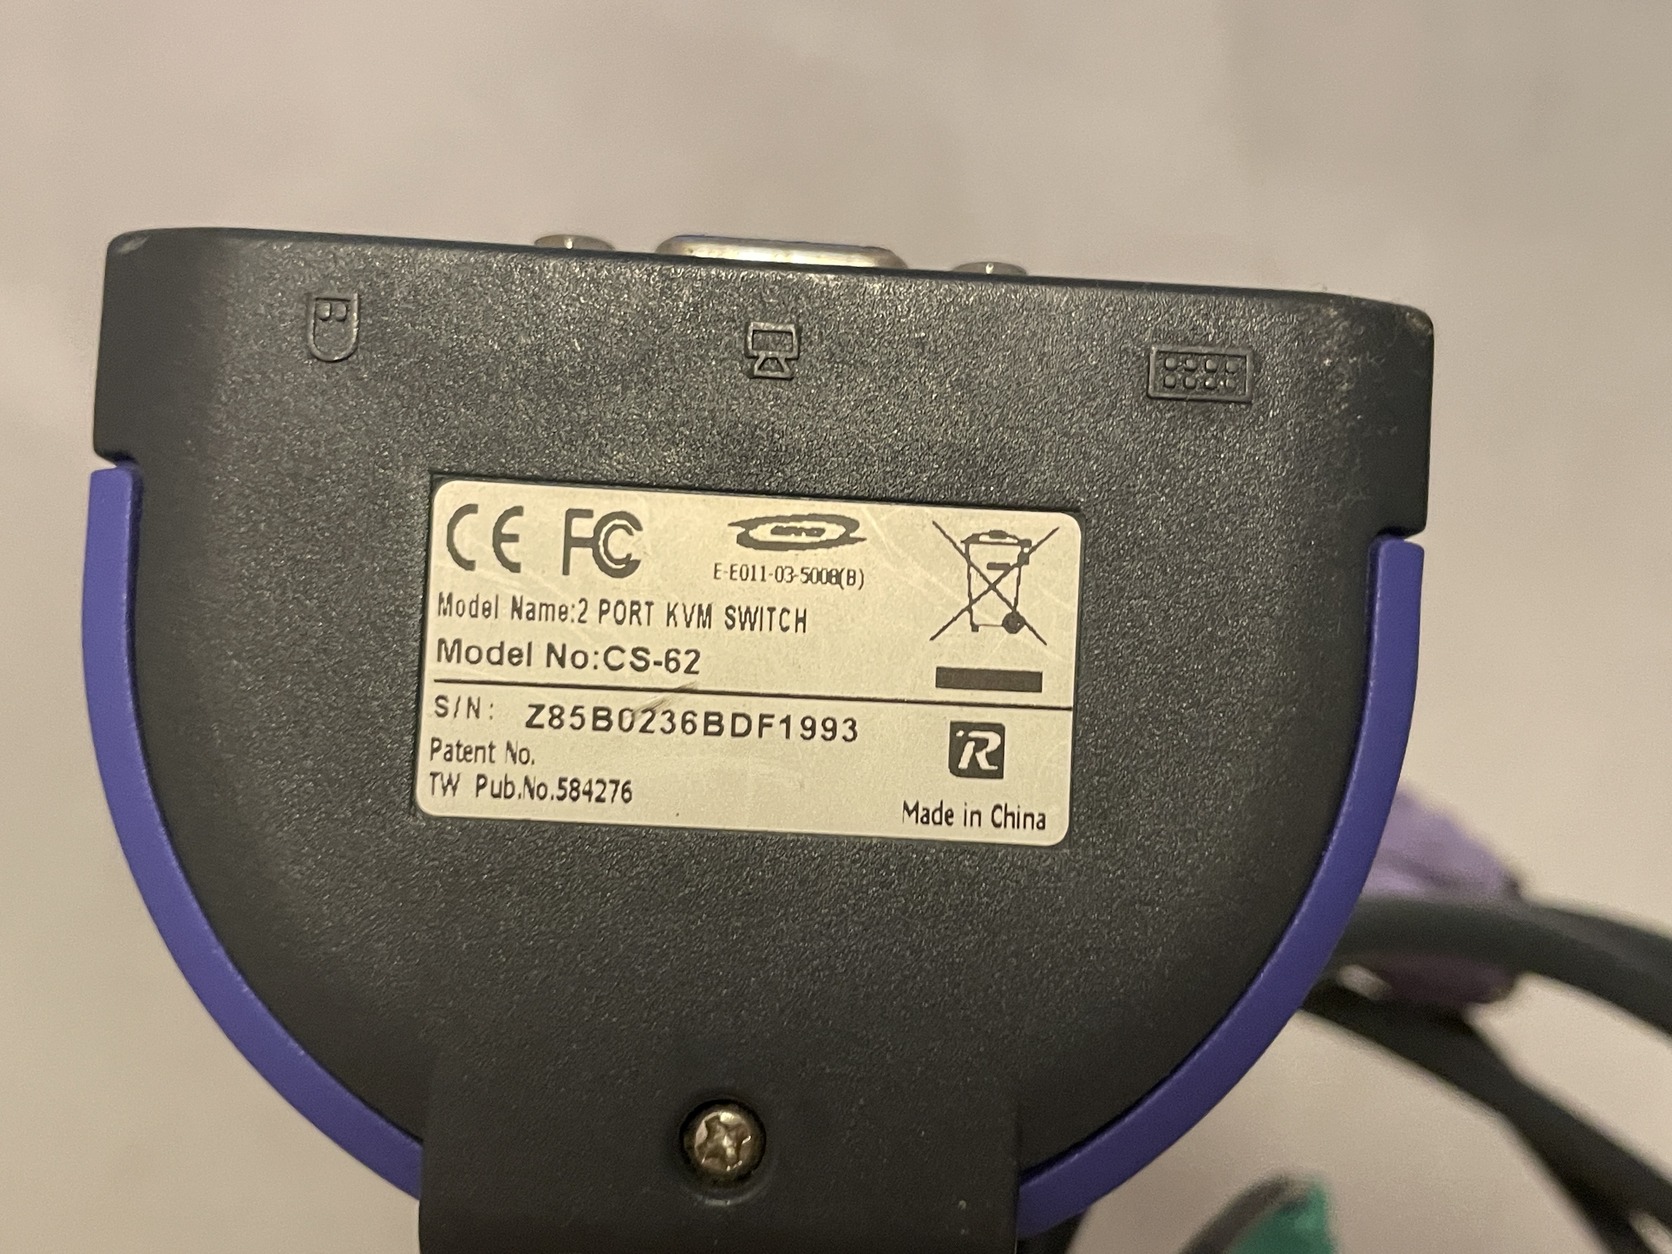 CE FC
E-E011-03-5008(B)
Model Name:2 PORT KVM SWITCH
Model No:CS-62
S/N: Z85B0236BDF1993
Patent No.
TW Pub.No.584276
R
Made in China